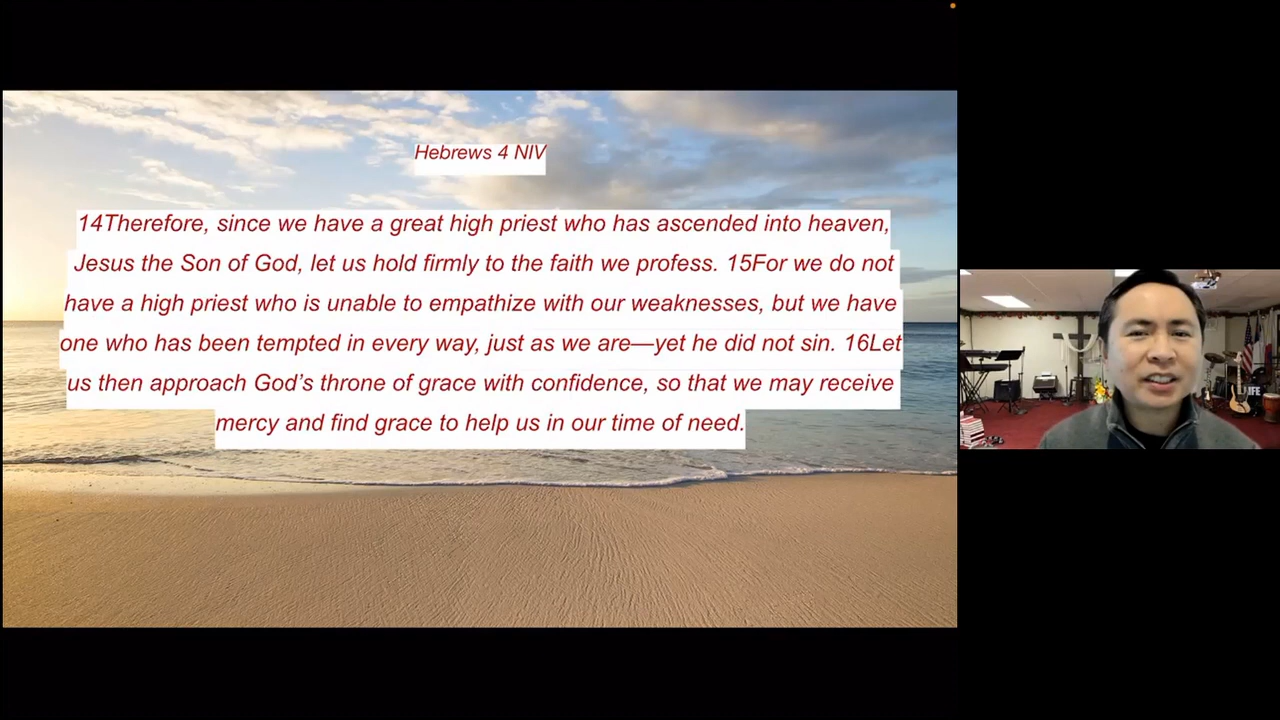 Hebrews 4 NIV
14Therefore, since we have a great high priest who has ascended into heaven,
Jesus the Son of God, let us hold firmly to the faith we profess. 15For we do not
have a high priest who is unable to empathize with our weaknesses, but we have
one who has been tempted in every way, just as we are—yet he did not sin. 16Let
us then approach God’s throne of grace with confidence, so that we may receive
mercy and find grace to help us in our time of need.
LIFE